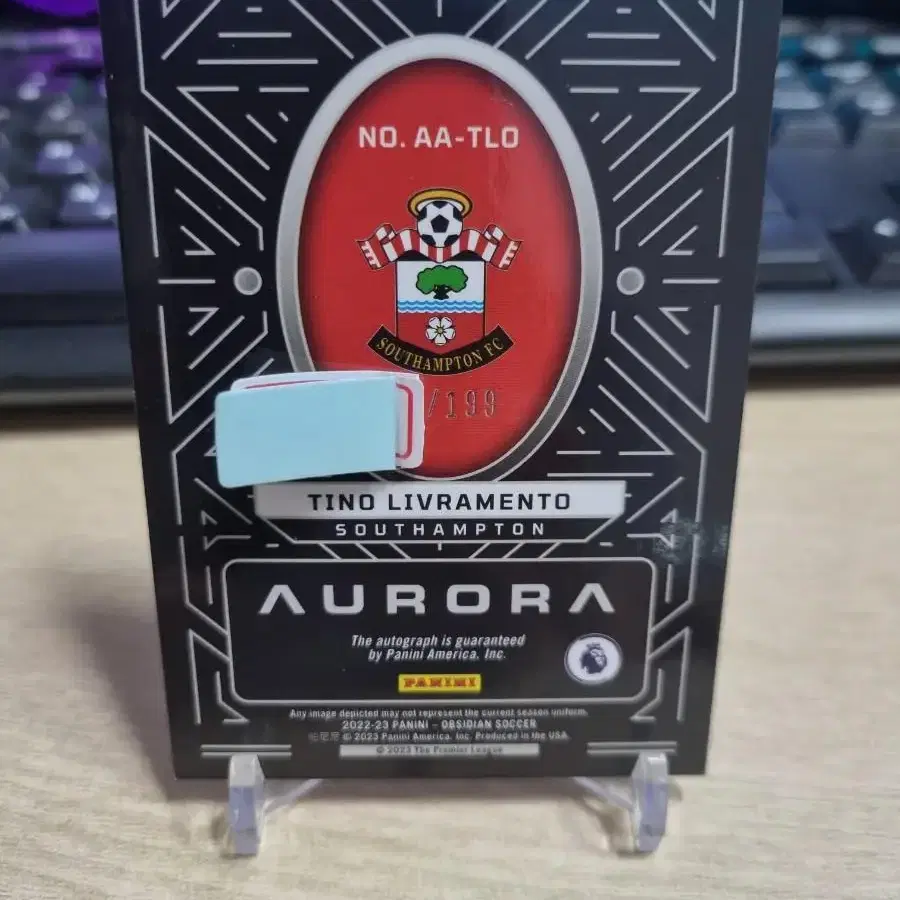 NO. AA-TLO
SOUTHAMPTON FC
/199
TINO LIVRAMENTO
SOUTHAMPTON
AURORA
The autograph is guaranteed
by Panini America, Inc.
PANINI
Any image depicted may not represent the current season uniform.
2022-23 PANINI – OBSIDIAN SOCCER
© 2023 Panini America, Inc. Produced in the USA.
© 2023 The Premier League